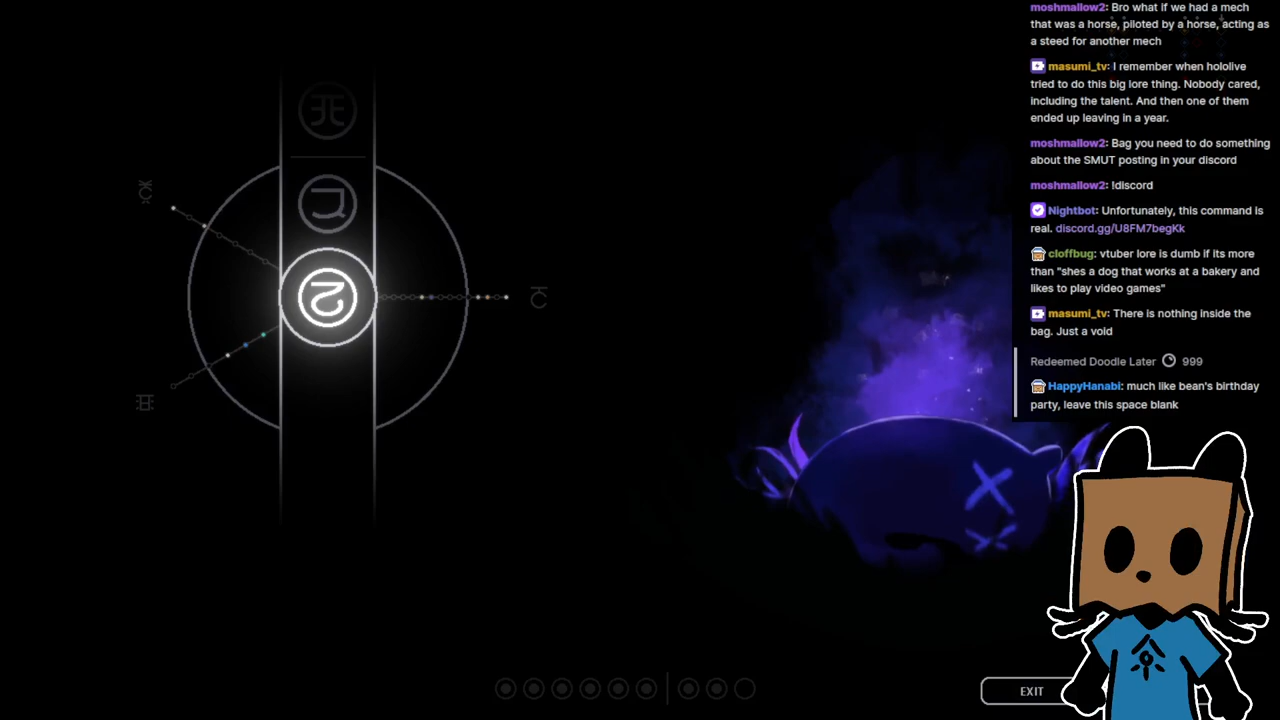 moshmallow2: Bro what if we had a mech
that was a horse, piloted by a horse, acting as
a steed for another mech
masumi_tv: I remember when hololive
tried to do this big lore thing. Nobody cared,
including the talent. And then one of them
ended up leaving in a year.
moshmallow2: Bag you need to do something
about the SMUT posting in your discord
moshmallow2: !discord
Nightbot: Unfortunately, this command is
real. discord.gg/U8FM7begKk
cloffbug: vtuber lore is dumb if its more
than "shes a dog that works at a bakery and
likes to play video games"
masumi_tv: There is nothing inside the
bag. Just a void
Redeemed Doodle Later 999
HappyHanabi: much like bean's birthday
party, leave this space blank
EXIT